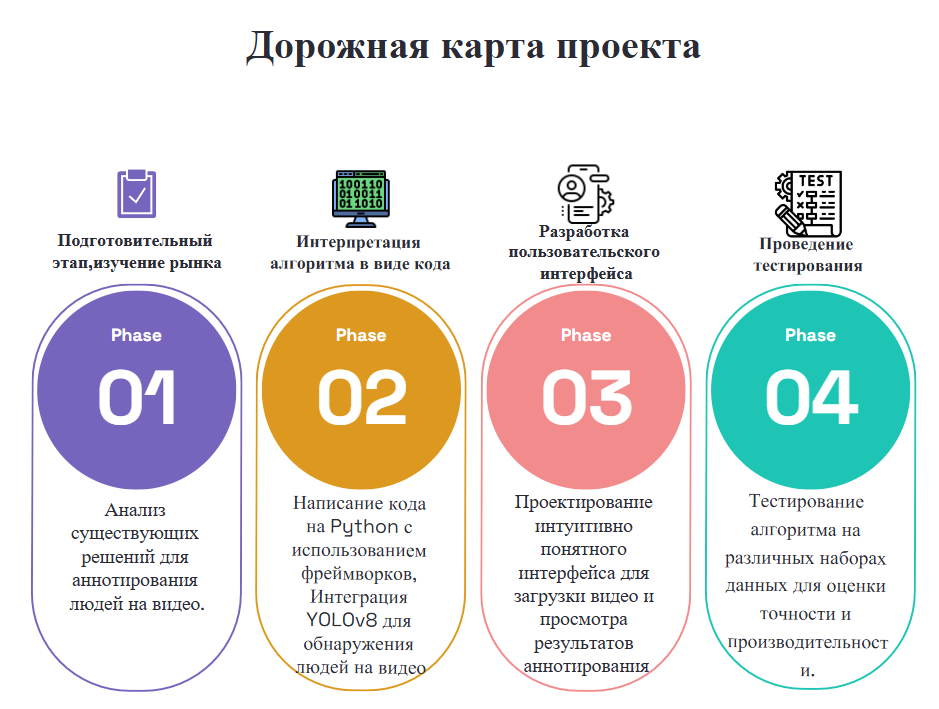 Дорожная карта проекта
Подготовительный
этап,изучение рынка
100110
010011
011010
Интерпретация
алгоритма в виде кода
Разработка
пользовательского
интерфейса
TEST
Проведение
тестирования
Phase
01
Анализ
существующих
решений для
аннотирования
людей на видео.
Phase
02
Написание кода
на Python с
использованием
фреймворков,
Интеграция
YOLOv8 для
обнаружения
людей на видео
Phase
03
Проектирование
интуитивно
понятного
интерфейса для
загрузки видео и
просмотра
результатов
аннотирования
Phase
04
Тестирование
алгоритма на
различных наборах
данных для оценки
точности и
производительност
и.